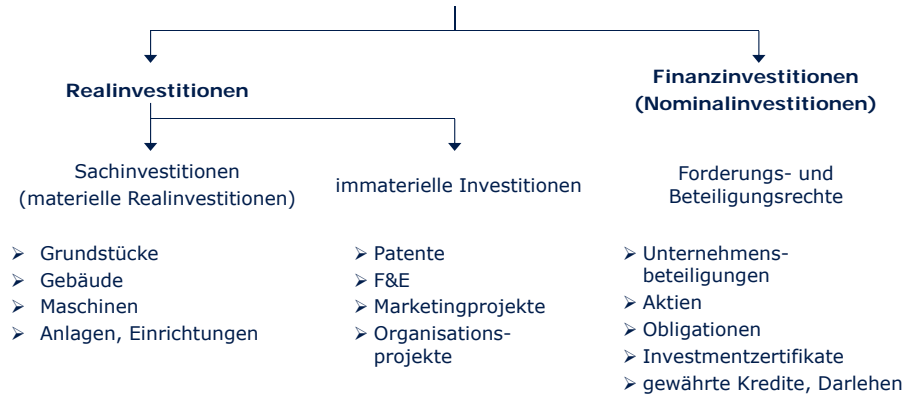 Realinvestitionen
Finanzinvestitionen
(Nominalinvestitionen)
Sachinvestitionen
(materielle Realinvestitionen)
immaterielle Investitionen
Forderungs- und
Beteiligungsrechte
➢ Grundstücke
➢ Gebäude
➢ Maschinen
➢ Anlagen, Einrichtungen
➢ Patente
➢ F&E
➢ Marketingprojekte
➢ Organisations-
projekte
➢ Unternehmens-
beteiligungen
➢ Aktien
➢ Obligationen
➢ Investmentzertifikate
➢ gewährte Kredite, Darlehen